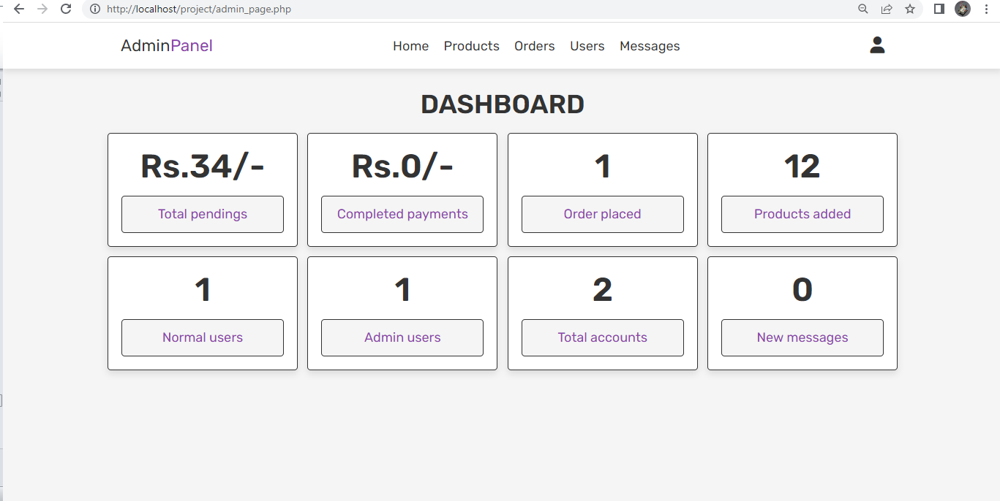 http://localhost/project/admin_page.php
AdminPanel
Home Products Orders Users Messages
DASHBOARD
Rs.34/- Rs.0/- 1 12
Total pendings Completed payments Order placed Products added
1 1 2 0
Normal users Admin users Total accounts New messages